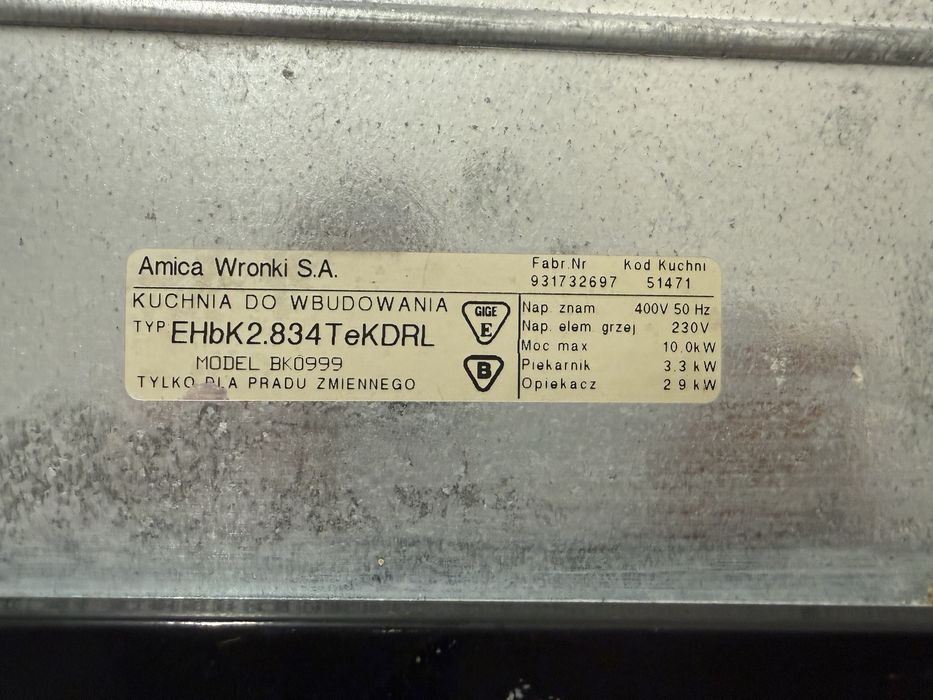 Amica Wronki S.A.
Fabr.Nr Kod Kuchni
931732697 51471
KUCHNIA DO WBUDOWANIA
TYP EHbK2.834TeKDRL
MODEL BK0999
TYLKO DLA PRADU ZMIENNEGO
GIGE
E
B
Nap. znam 400V 50 Hz
Nap. elem. grzej 230V
Moc max 10.0kW
Piekarnik 3.3 kW
Opiekacz 2 9 kW